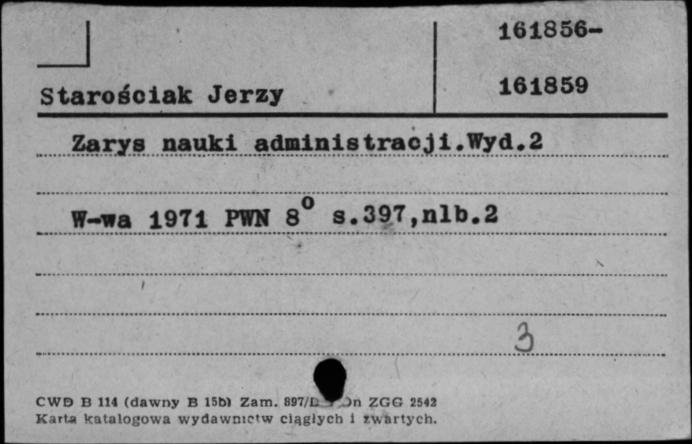 161856-
161859
Starościak Jerzy
Zarys nauki administracji.Wyd.2
W-wa 1971 PWN 8° s.397,nlb.2
3
CWD B 114 (dawny B 15b) Zam. 897/ ZGG 2542
Karta katalogowa wydawnictw ciągłych i zwartych.